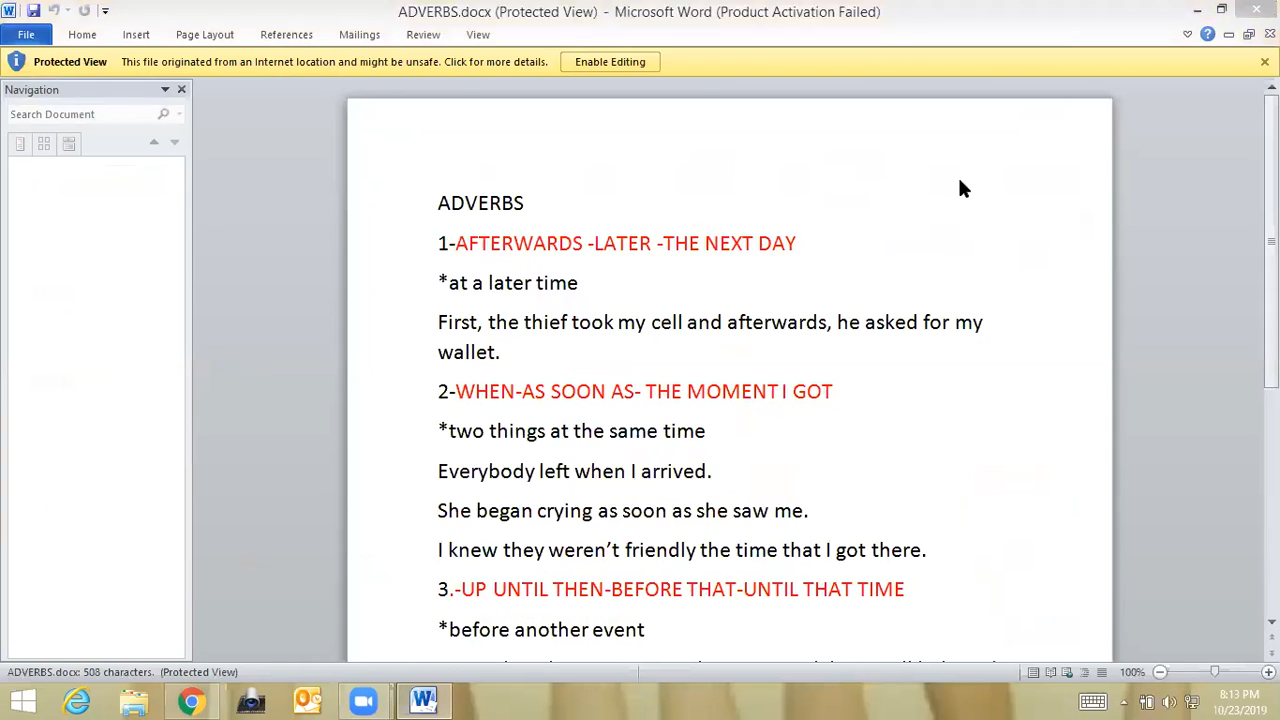 ADVERBS.docx (Protected View) - Microsoft Word (Product Activation Failed)
File Home Insert Page Layout References Mailings Review View
Protected View This file originated from an Internet location and might be unsafe. Click for more details. Enable Editing
Navigation
Search Document
ADVERBS
1-AFTERWARDS -LATER -THE NEXT DAY
*at a later time
First, the thief took my cell and afterwards, he asked for my
wallet.
2-WHEN-AS SOON AS- THE MOMENT I GOT
*two things at the same time
Everybody left when I arrived.
She began crying as soon as she saw me.
I knew they weren’t friendly the time that I got there.
3.-UP UNTIL THEN-BEFORE THAT-UNTIL THAT TIME
*before another event
ADVERBS.docx: 508 characters. (Protected View) 100%
8:13 PM
10/23/2019